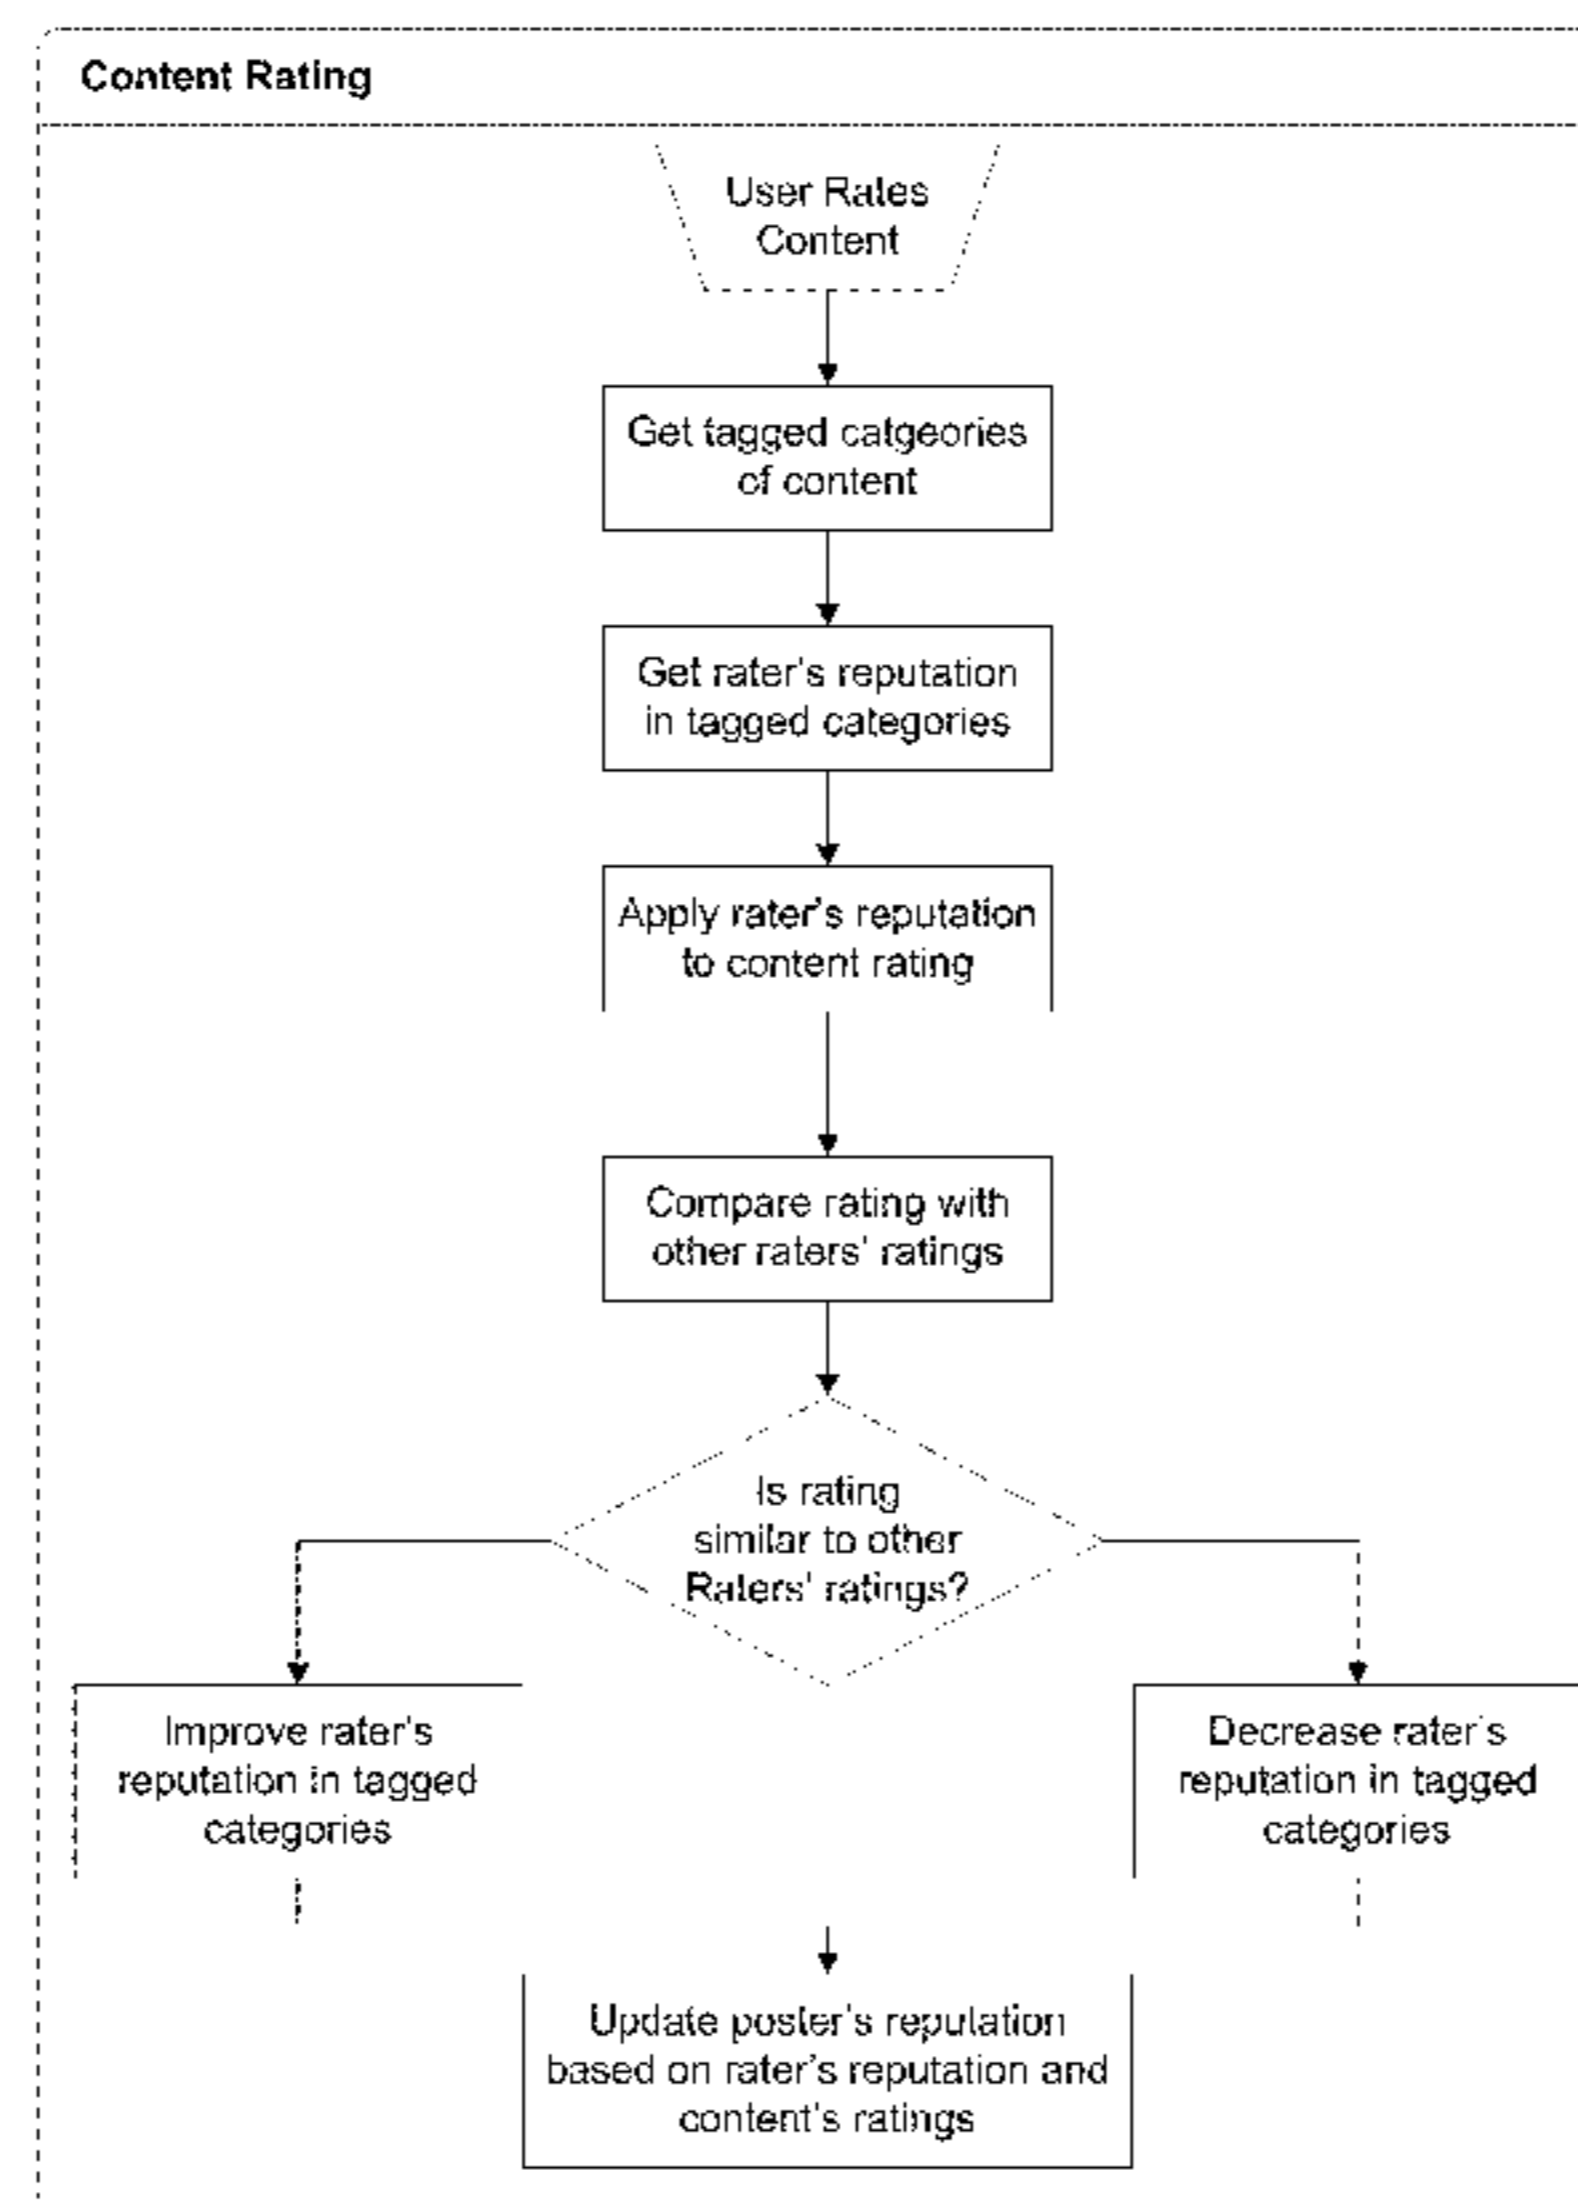 Content Rating
User Rates
Content
Get tagged catgeories
of content
Get rater's reputation
in tagged categories
Apply rater's reputation
to content rating
Compare rating with
other raters' ratings
Is rating
similar to other
Raters' ratings?
Improve rater's
reputation in tagged
categories
Decrease rater's
reputation in tagged
categories
Update poster's reputation
based on rater's reputation and
content's ratings